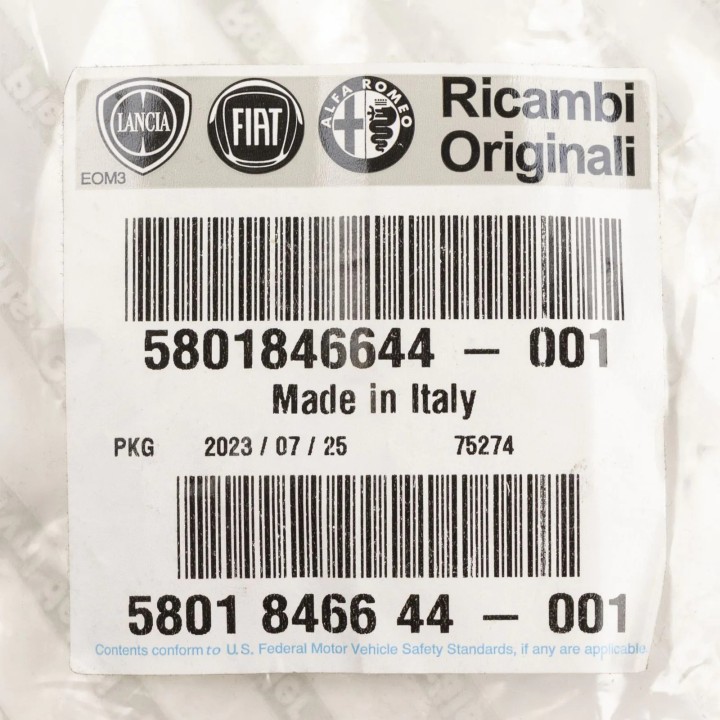 LANCIA FIAT ALFA ROMEO Ricambi
Originali
EOM3
5801846644 — 001
Made in Italy
PKG 2023 / 07 / 25 75274
5801 8466 44 — 001
Contents conform to U.S. Federal Motor Vehicle Safety Standards, if any are applicable.